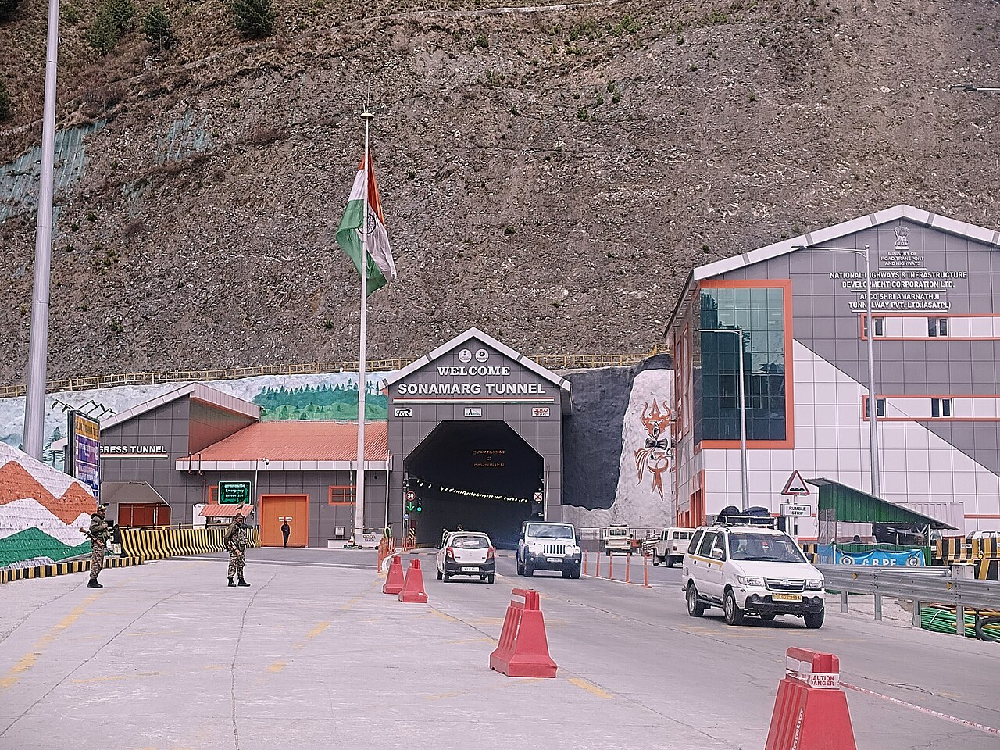 MINISTRY OF
ROAD TRANSPORT
AND HIGHWAYS
NATIONAL HIGHWAYS & INFRASTRUCTURE
DEVELOPMENT CORPORATION LTD.
APCO SHRI AMARNATHJI
TUNNELWAY PVT. LTD.(ASATPL)
WELCOME
SONAMARG TUNNEL
APCO
OVERTAKING
IS
PROHIBITED
GRESS TUNNEL
Emergency
30
RUMBLE
STRIP
C.R.P.F.
CAUTION
DANGER